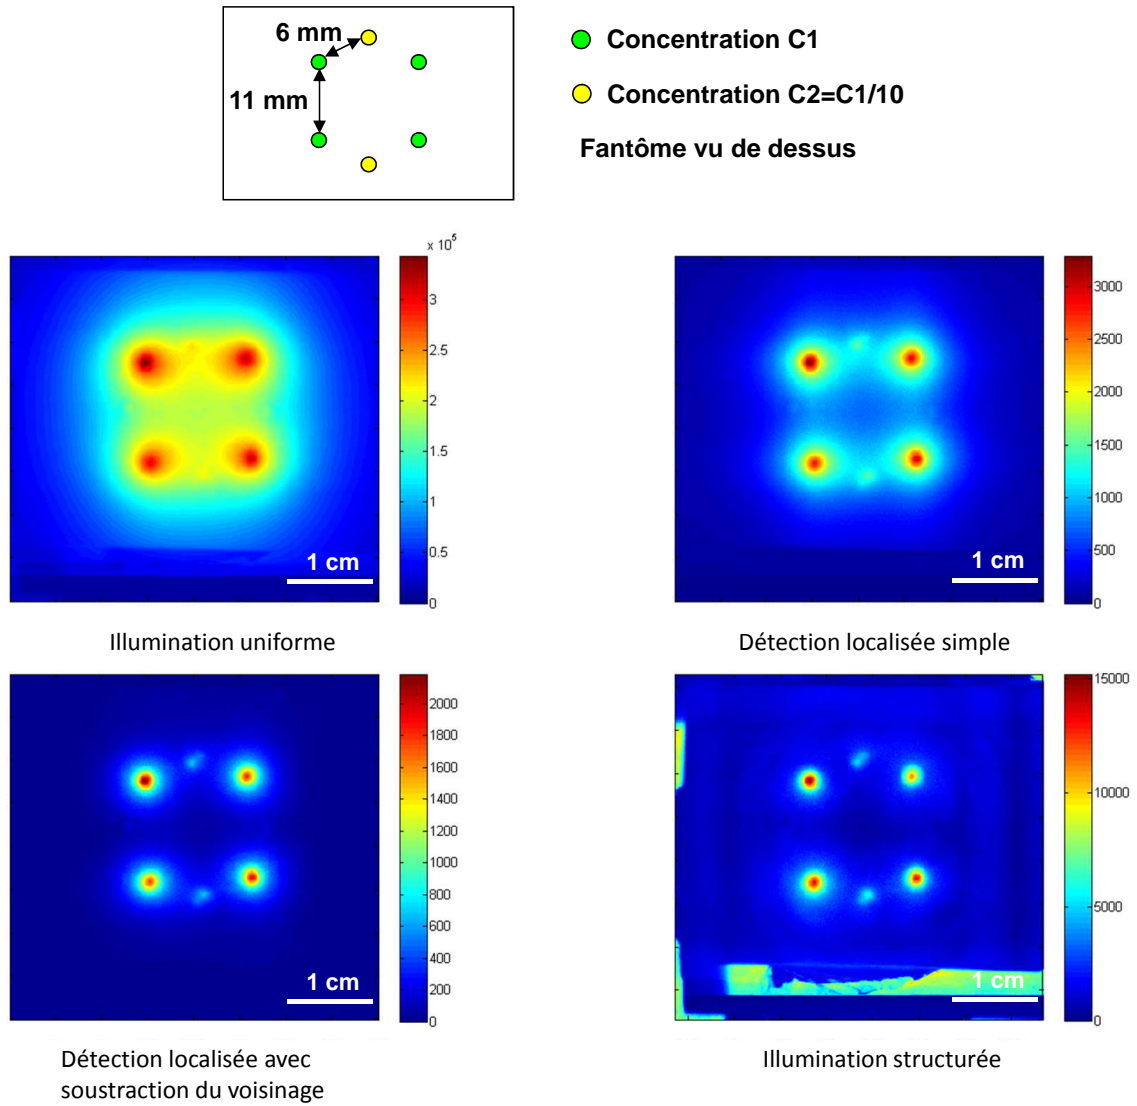 6 mm
11 mm
Concentration C1
Concentration C2=C1/10
Fantôme vu de dessus
x 10^5
3
2.5
2
1.5
1
0.5
0
1 cm
Illumination uniforme
3000
2500
2000
1500
1000
500
0
1 cm
Détection localisée simple
2000
1800
1600
1400
1200
1000
800
600
400
200
0
1 cm
Détection localisée avec
soustraction du voisinage
15000
10000
5000
0
1 cm
Illumination structurée